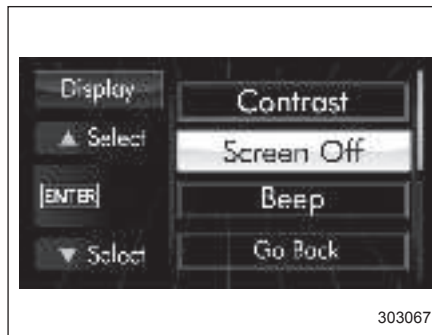 Display
Contrast
▲ Select
Screen Off
ENTER
Beep
▼ Select
Go Back
303067